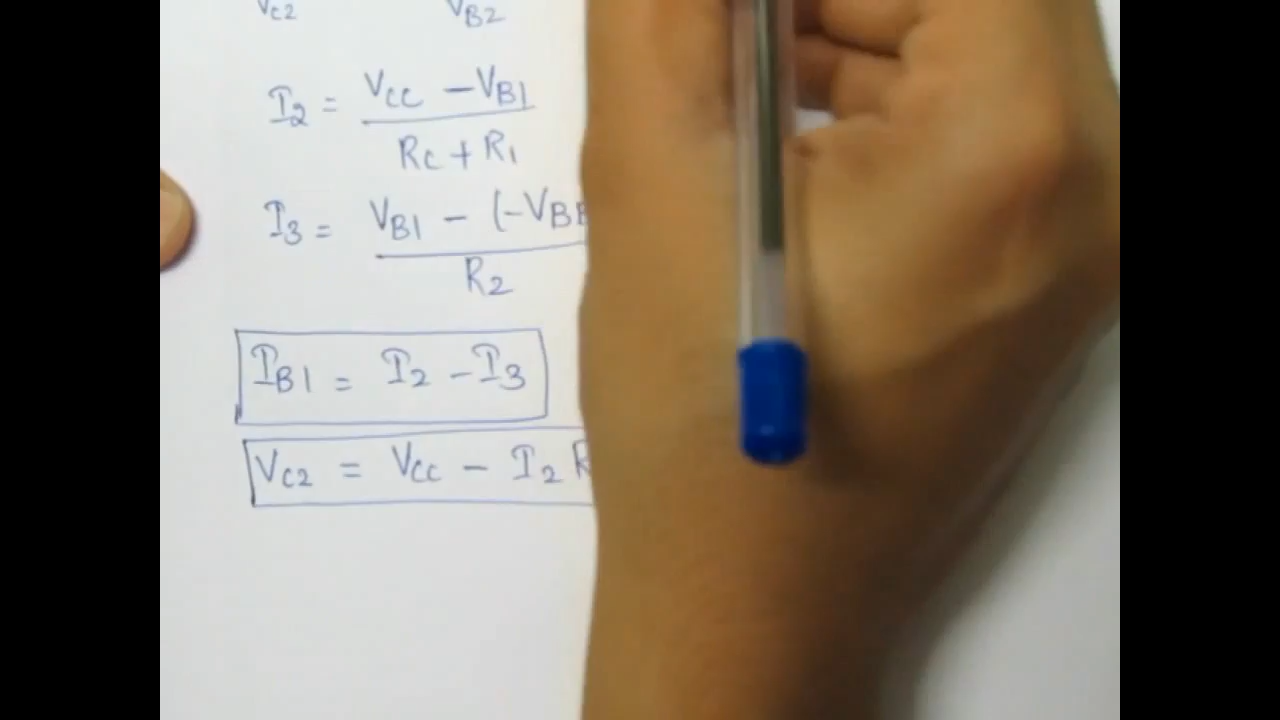 VC2 VB2
I2 = VCC - VB1
RC + R1
I3 = VB1 - (-VBB
R2
IB1 = I2 - I3
VC2 = VCC - I2 R